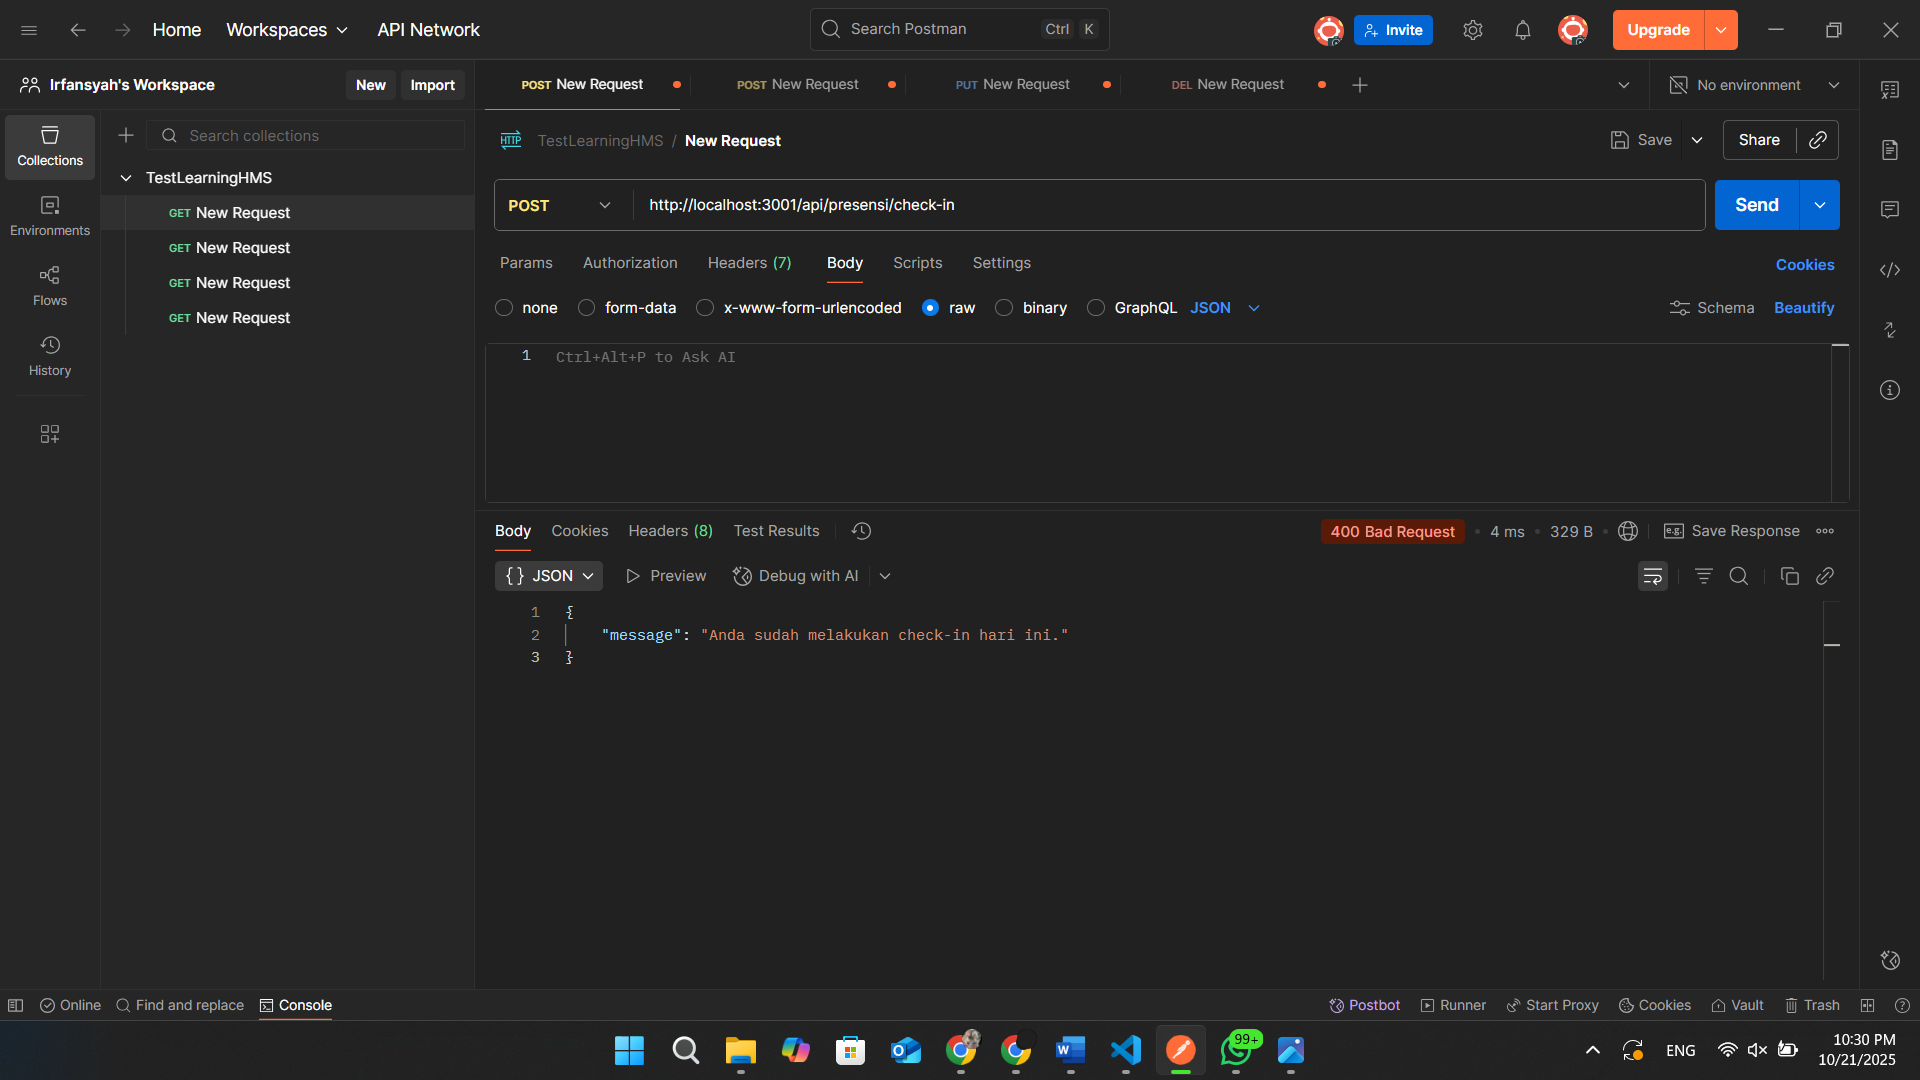 Home Workspaces API Network Search Postman Ctrl K Invite Upgrade
Irfansyah's Workspace New Import POST New Request POST New Request PUT New Request DEL New Request No environment
Collections
Environments
Flows
History
Search collections
TestLearningHMS
GET New Request
GET New Request
GET New Request
GET New Request
HTTP TestLearningHMS / New Request Save Share
POST http://localhost:3001/api/presensi/check-in Send
Params Authorization Headers (7) Body Scripts Settings Cookies
none form-data x-www-form-urlencoded raw binary GraphQL JSON Schema Beautify
1 Ctrl+Alt+P to Ask AI
Body Cookies Headers (8) Test Results 400 Bad Request • 4 ms • 329 B e.g. Save Response
{} JSON Preview Debug with AI
1 {
2 "message": "Anda sudah melakukan check-in hari ini."
3 }
Online Find and replace Console Postbot Runner Start Proxy Cookies Vault Trash
99+ ENG 10:30 PM
10/21/2025